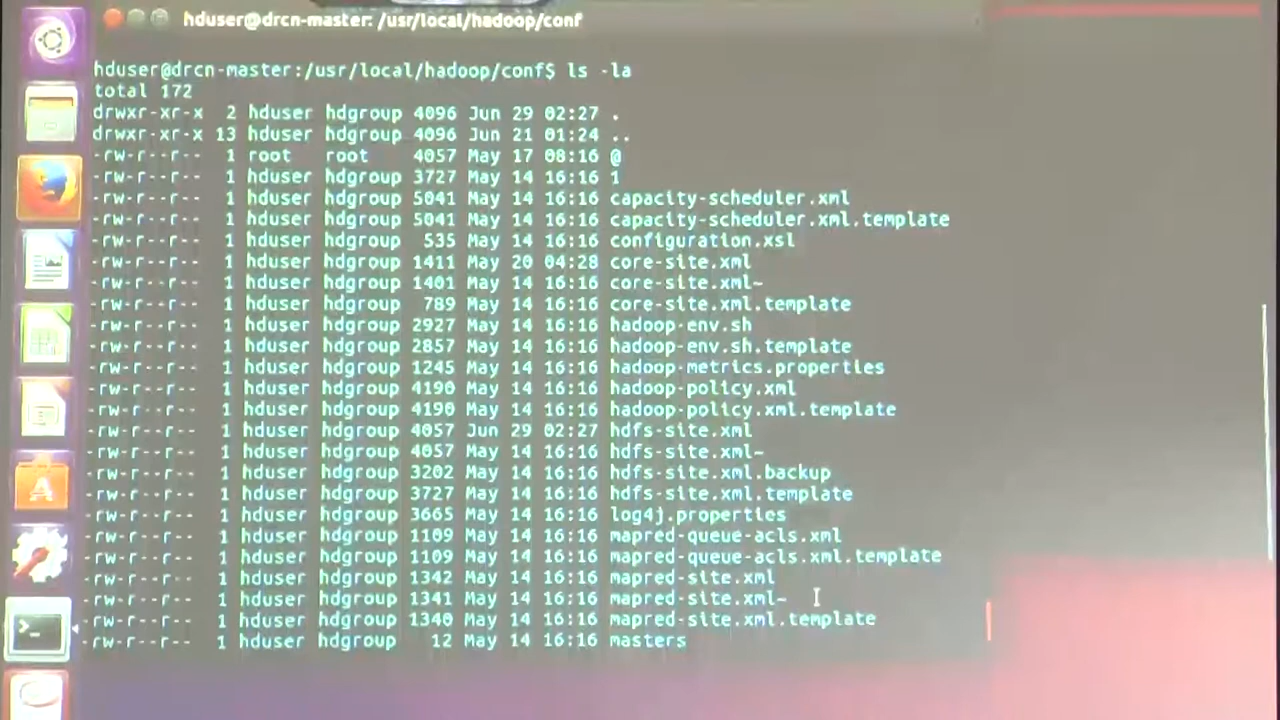 hduser@drcn-master: /usr/local/hadoop/conf
hduser@drcn-master:/usr/local/hadoop/conf$ ls -la
total 172
drwxr-xr-x 2 hduser hdgroup 4096 Jun 29 02:27 .
drwxr-xr-x 13 hduser hdgroup 4096 Jun 21 01:24 ..
-rw-r--r-- 1 root root 4057 May 17 08:16 @
-rw-r--r-- 1 hduser hdgroup 3727 May 14 16:16 1
-rw-r--r-- 1 hduser hdgroup 5041 May 14 16:16 capacity-scheduler.xml
-rw-r--r-- 1 hduser hdgroup 5041 May 14 16:16 capacity-scheduler.xml.template
-rw-r--r-- 1 hduser hdgroup 535 May 14 16:16 configuration.xsl
-rw-r--r-- 1 hduser hdgroup 1411 May 20 04:28 core-site.xml
-rw-r--r-- 1 hduser hdgroup 1401 May 14 16:16 core-site.xml~
-rw-r--r-- 1 hduser hdgroup 789 May 14 16:16 core-site.xml.template
-rw-r--r-- 1 hduser hdgroup 2927 May 14 16:16 hadoop-env.sh
-rw-r--r-- 1 hduser hdgroup 2857 May 14 16:16 hadoop-env.sh.template
-rw-r--r-- 1 hduser hdgroup 1245 May 14 16:16 hadoop-metrics.properties
-rw-r--r-- 1 hduser hdgroup 4190 May 14 16:16 hadoop-policy.xml
-rw-r--r-- 1 hduser hdgroup 4190 May 14 16:16 hadoop-policy.xml.template
-rw-r--r-- 1 hduser hdgroup 4057 Jun 29 02:27 hdfs-site.xml
-rw-r--r-- 1 hduser hdgroup 4057 May 14 16:16 hdfs-site.xml~
-rw-r--r-- 1 hduser hdgroup 3202 May 14 16:16 hdfs-site.xml.backup
-rw-r--r-- 1 hduser hdgroup 3727 May 14 16:16 hdfs-site.xml.template
-rw-r--r-- 1 hduser hdgroup 3665 May 14 16:16 log4j.properties
-rw-r--r-- 1 hduser hdgroup 1109 May 14 16:16 mapred-queue-acls.xml
-rw-r--r-- 1 hduser hdgroup 1109 May 14 16:16 mapred-queue-acls.xml.template
-rw-r--r-- 1 hduser hdgroup 1342 May 14 16:16 mapred-site.xml
-rw-r--r-- 1 hduser hdgroup 1341 May 14 16:16 mapred-site.xml~
-rw-r--r-- 1 hduser hdgroup 1340 May 14 16:16 mapred-site.xml.template
-rw-r--r-- 1 hduser hdgroup 12 May 14 16:16 masters